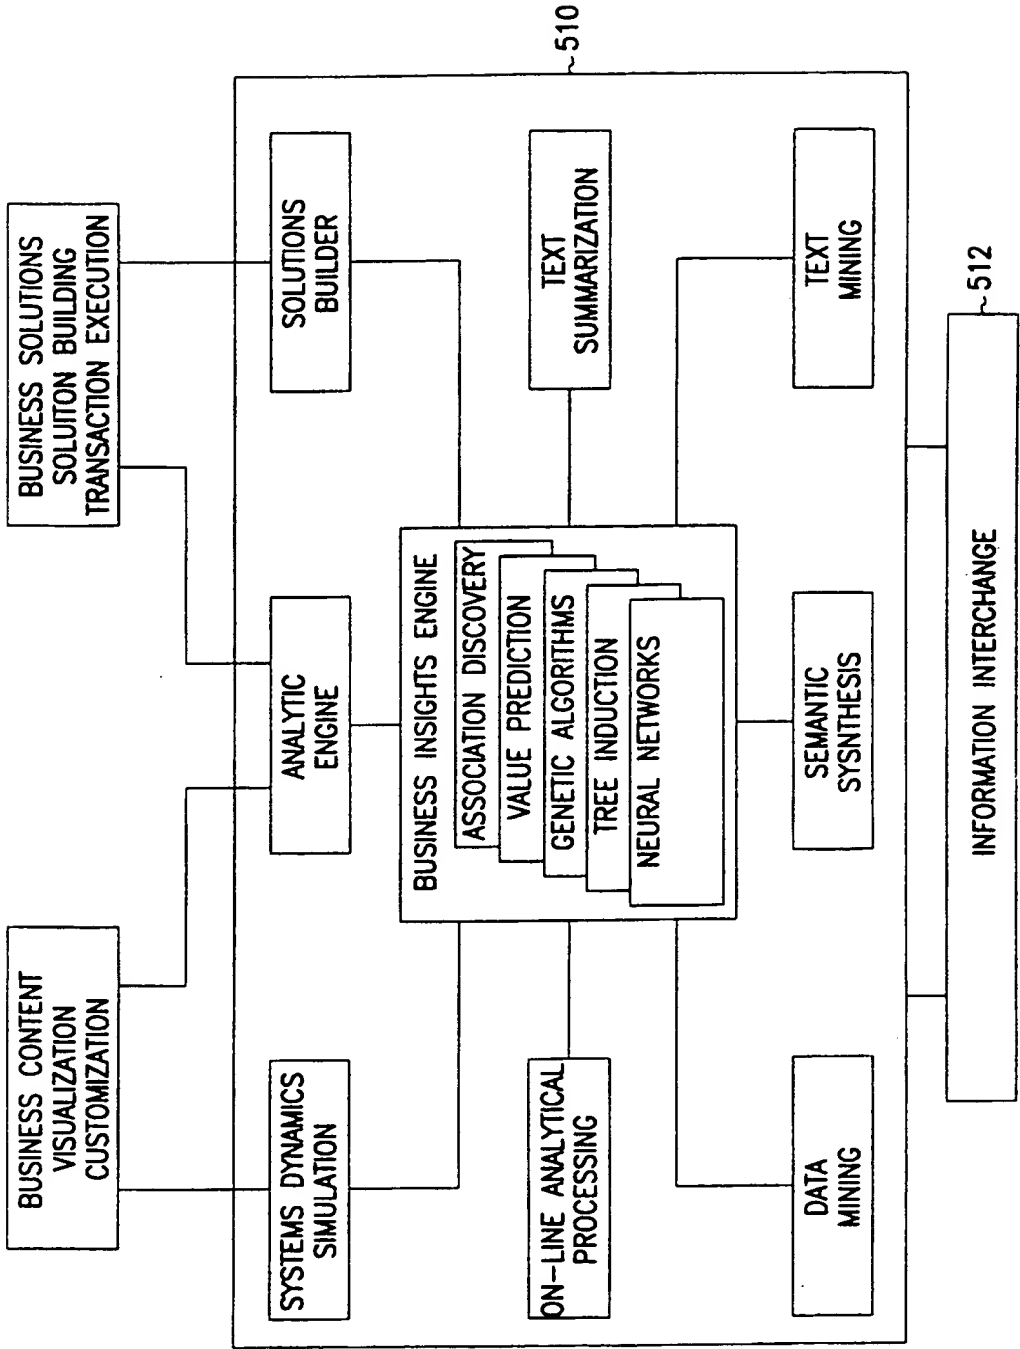 BUSINESS CONTENT
VISUALIZATION
CUSTOMIZATION
BUSINESS SOLUTIONS
SOLUITON BUILDING
TRANSACTION EXECUTION
510
SYSTEMS DYNAMICS
SIMULATION
ANALYTIC
ENGINE
SOLUTIONS
BUILDER
BUSINESS INSIGHTS ENGINE
ASSOCIATION DISCOVERY
VALUE PREDICTION
GENETIC ALGORITHMS
TREE INDUCTION
NEURAL NETWORKS
ON-LINE ANALYTICAL
PROCESSING
TEXT
SUMMARIZATION
DATA
MINING
SEMANTIC
SYSNTHESIS
TEXT
MINING
512
INFORMATION INTERCHANGE